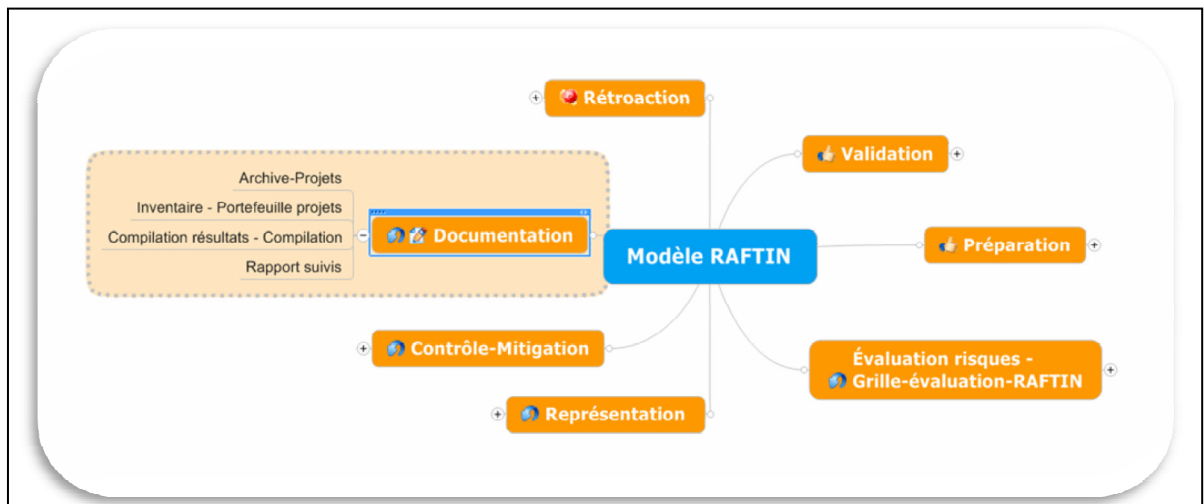 Rétroaction
Validation
Archive-Projets
Inventaire - Portefeuille projets
Compilation résultats - Compilation
Rapport suivis
Documentation
Modèle RAFTIN
Préparation
Contrôle-Mitigation
Évaluation risques -
Grille-évaluation-RAFTIN
Représentation